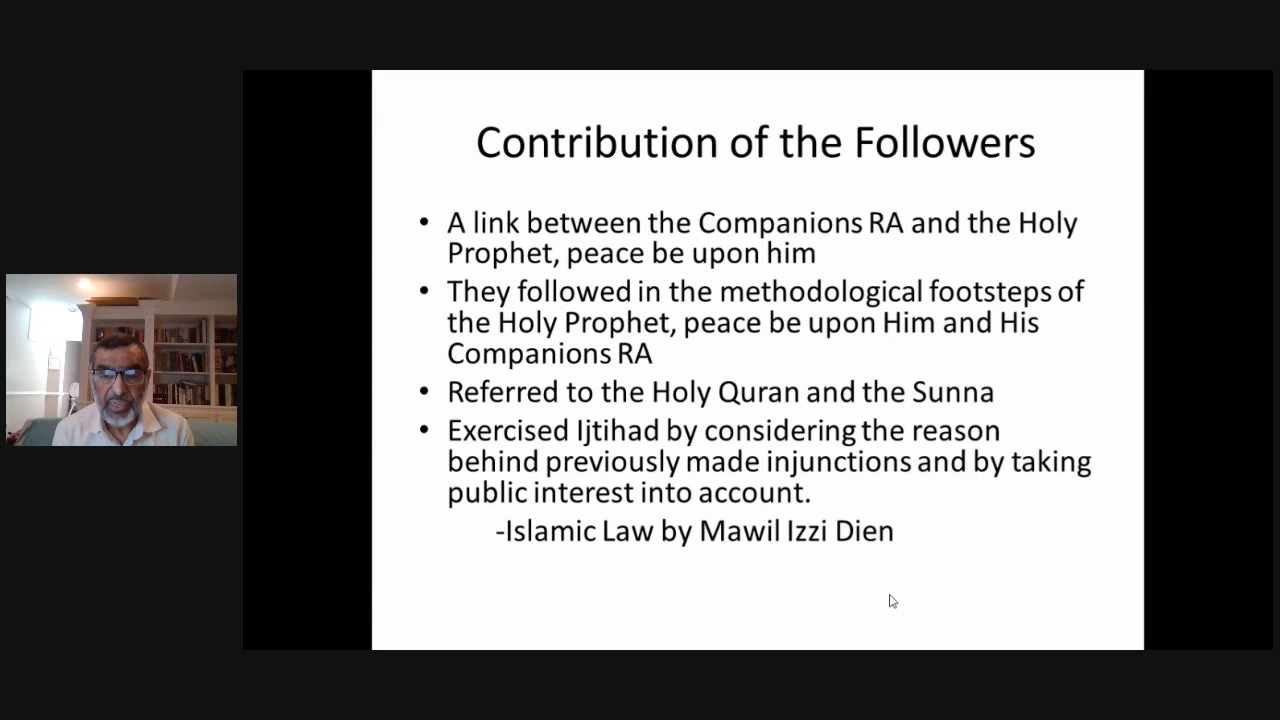 Contribution of the Followers
• A link between the Companions RA and the Holy
Prophet, peace be upon him
• They followed in the methodological footsteps of
the Holy Prophet, peace be upon Him and His
Companions RA
• Referred to the Holy Quran and the Sunna
• Exercised Ijtihad by considering the reason
behind previously made injunctions and by taking
public interest into account.
-Islamic Law by Mawil Izzi Dien